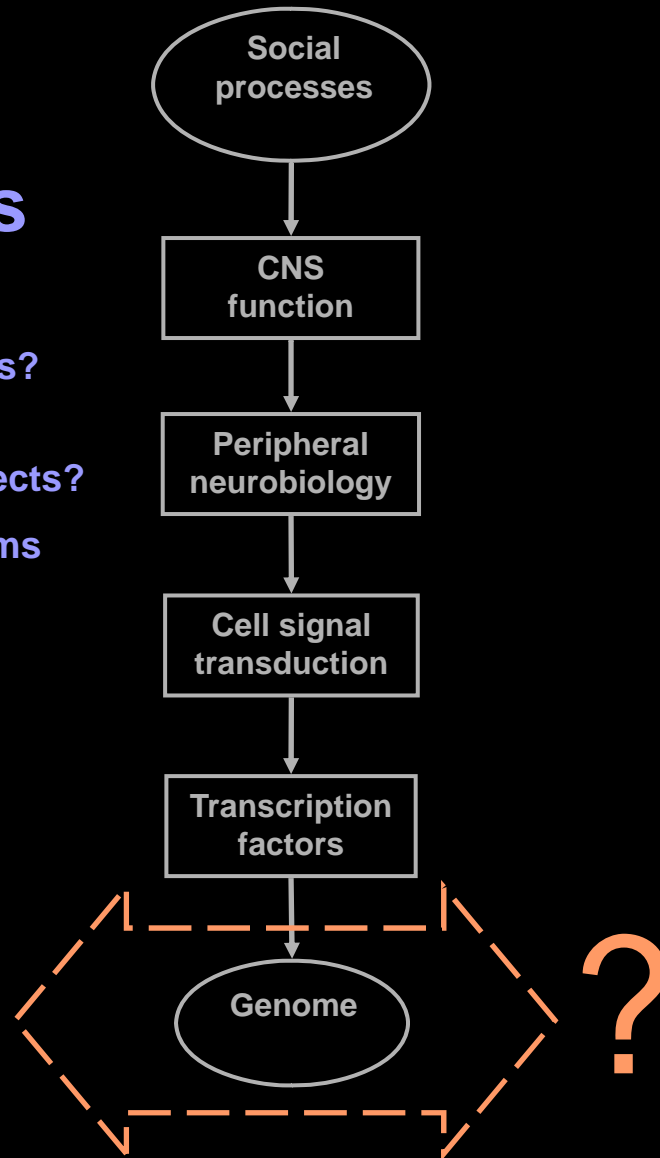 s
s?
ects?
ms
Social
processes
CNS
function
Peripheral
neurobiology
Cell signal
transduction
Transcription
factors
Genome
?